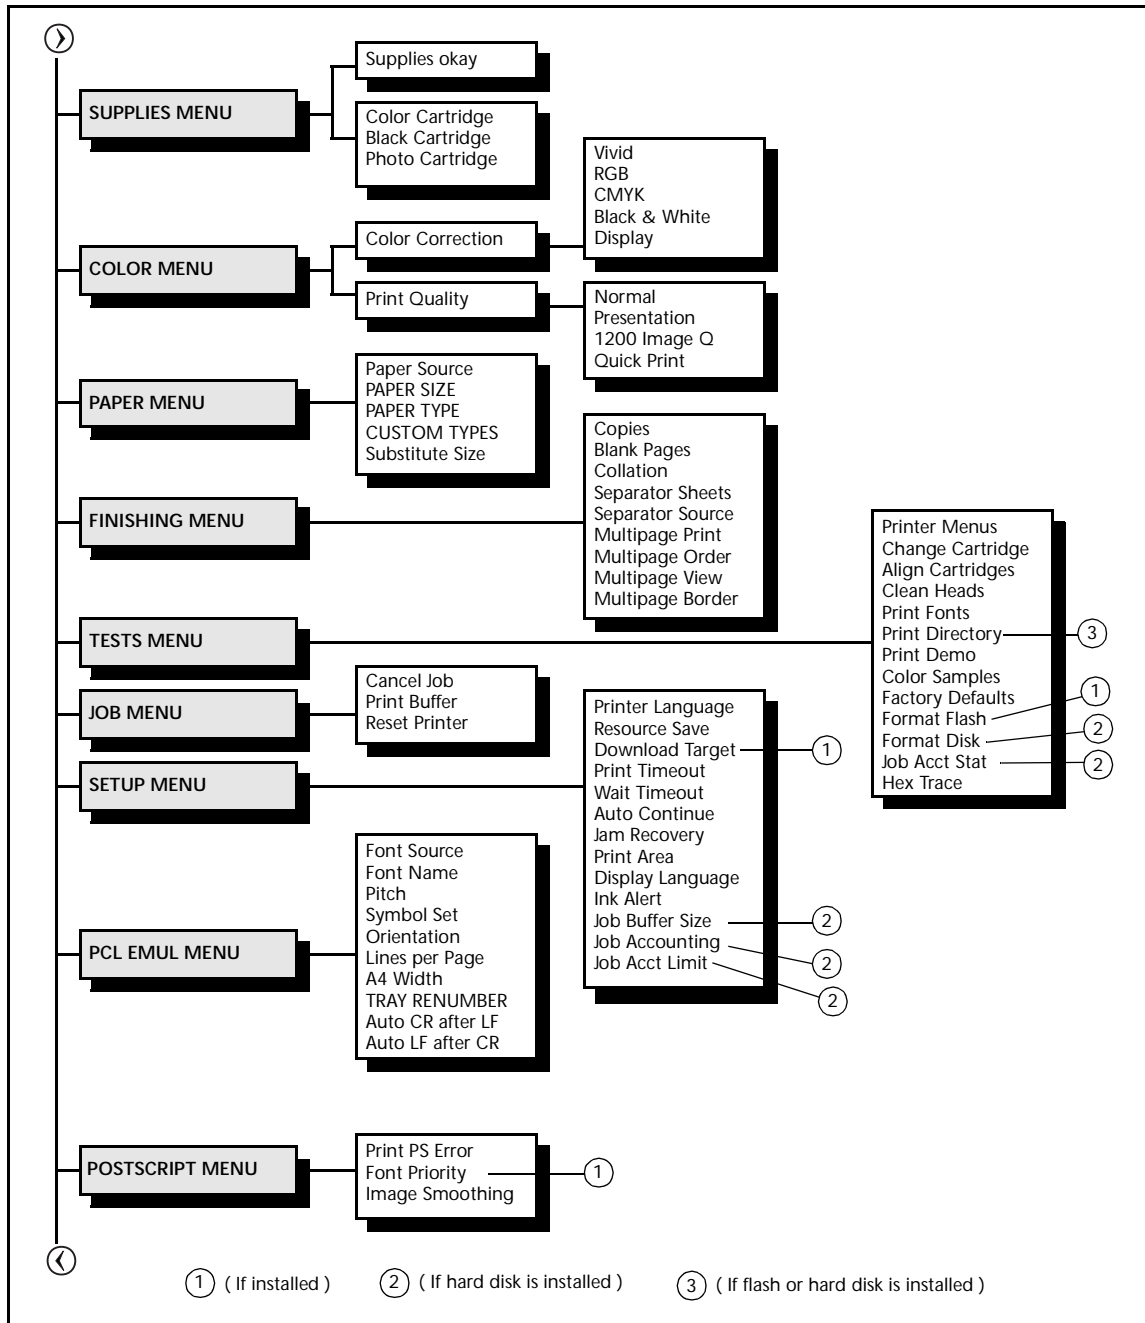 SUPPLIES MENU
Supplies okay
Color Cartridge
Black Cartridge
Photo Cartridge
COLOR MENU
Color Correction
Vivid
RGB
CMYK
Black & White
Display
Print Quality
Normal
Presentation
1200 Image Q
Quick Print
PAPER MENU
Paper Source
PAPER SIZE
PAPER TYPE
CUSTOM TYPES
Substitute Size
FINISHING MENU
Copies
Blank Pages
Collation
Separator Sheets
Separator Source
Multipage Print
Multipage Order
Multipage View
Multipage Border
TESTS MENU
Printer Menus
Change Cartridge
Align Cartridges
Clean Heads
Print Fonts
Print Directory 3
Print Demo
Color Samples
Factory Defaults
Format Flash 1
Format Disk 2
Job Acct Stat 2
Hex Trace
JOB MENU
Cancel Job
Print Buffer
Reset Printer
SETUP MENU
Printer Language
Resource Save
Download Target 1
Print Timeout
Wait Timeout
Auto Continue
Jam Recovery
Print Area
Display Language
Ink Alert
Job Buffer Size 2
Job Accounting 2
Job Acct Limit 2
PCL EMUL MENU
Font Source
Font Name
Pitch
Symbol Set
Orientation
Lines per Page
A4 Width
TRAY RENUMBER
Auto CR after LF
Auto LF after CR
POSTSCRIPT MENU
Print PS Error
Font Priority 1
Image Smoothing
1 ( If installed )
2 ( If hard disk is installed )
3 ( If flash or hard disk is installed )